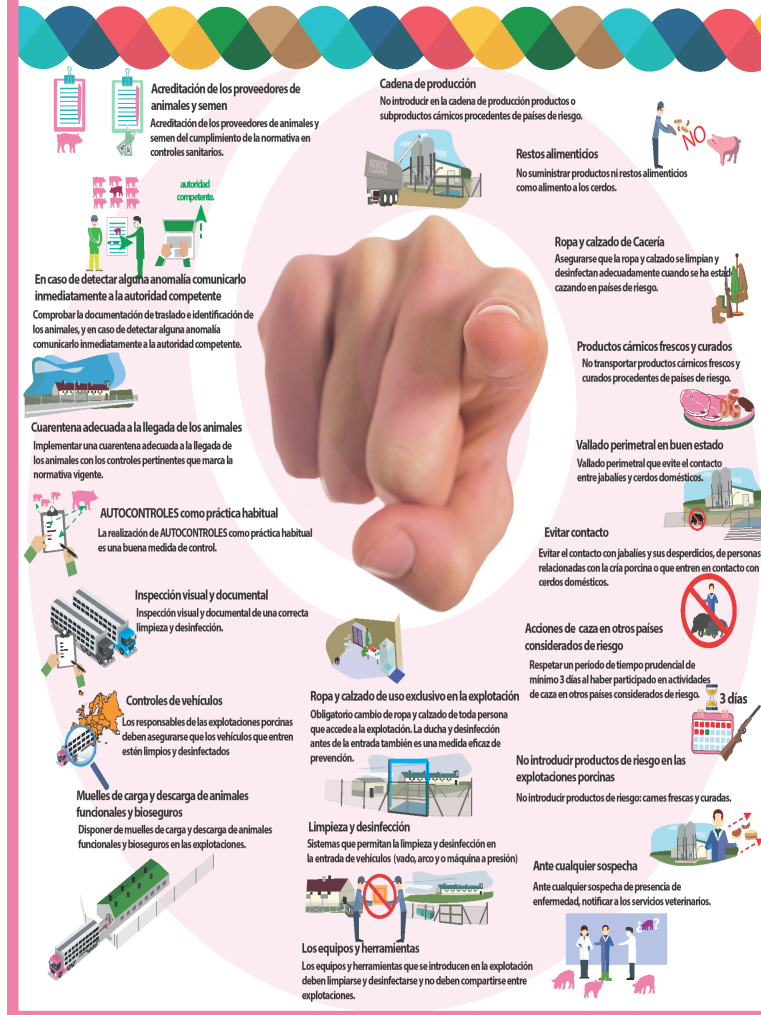 Acreditación de los proveedores de
animales y semen
Acreditación de los proveedores de animales y
semen del cumplimiento de la normativa en
controles sanitarios.
autoridad
competente.
En caso de detectar alguna anomalía comunicarlo
inmediatamente a la autoridad competente
Comprobar la documentación de traslado e identificación de
los animales, y en caso de detectar alguna anomalía
comunicarlo inmediatamente a la autoridad competente.
Cuarentena adecuada a la llegada de los animales
Implementar una cuarentena adecuada a la llegada de
los animales con los controles pertinentes que marca la
normativa vigente.
AUTOCONTROLES como práctica habitual
La realización de AUTOCONTROLES como práctica habitual
es una buena medida de control.
Inspección visual y documental
Inspección visual y documental de una correcta
limpieza y desinfección.
Controles de vehículos
Los responsables de las explotaciones porcinas
deben asegurarse que los vehículos que entren
estén limpios y desinfectados
Muelles de carga y descarga de animales
funcionales y bioseguros
Disponer de muelles de carga y descarga de animales
funcionales y bioseguros en las explotaciones.
Cadena de producción
No introducir en la cadena de producción productos o
subproductos cárnicos procedentes de países de riesgo.
PIENSOS
Ropa y calzado de uso exclusivo en la explotación
Obligatorio cambio de ropa y calzado de toda persona
que accede a la explotación. La ducha y desinfección
antes de la entrada también es una medida eficaz de
prevención.
Limpieza y desinfección
Sistemas que permitan la limpieza y desinfección en
la entrada de vehículos (vado, arco y o máquina a presión)
Los equipos y herramientas
Los equipos y herramientas que se introducen en la explotación
deben limpiarse y desinfectarse y no deben compartirse entre
explotaciones.
NO
Restos alimenticios
No suministrar productos ni restos alimenticios
como alimento a los cerdos.
Ropa y calzado de Cacería
Asegurarse que la ropa y calzado se limpian y
desinfectan adecuadamente cuando se ha estado
cazando en países de riesgo.
Productos cárnicos frescos y curados
No transportar productos cárnicos frescos y
curados procedentes de países de riesgo.
Vallado perimetral en buen estado
Vallado perimetral que evite el contacto
entre jabalíes y cerdos domésticos.
Evitar contacto
Evitar el contacto con jabalíes y sus desperdicios, de personas
relacionadas con la cría porcina o que entren en contacto con
cerdos domésticos.
Acciones de caza en otros países
considerados de riesgo
Respetar un período de tiempo prudencial de
mínimo 3 días al haber participado en actividades
de caza en otros países considerados de riesgo.
3 días
No introducir productos de riesgo en las
explotaciones porcinas
No introducir productos de riesgo: carnes frescas y curadas.
Ante cualquier sospecha
Ante cualquier sospecha de presencia de
enfermedad, notificar a los servicios veterinarios.
¿?